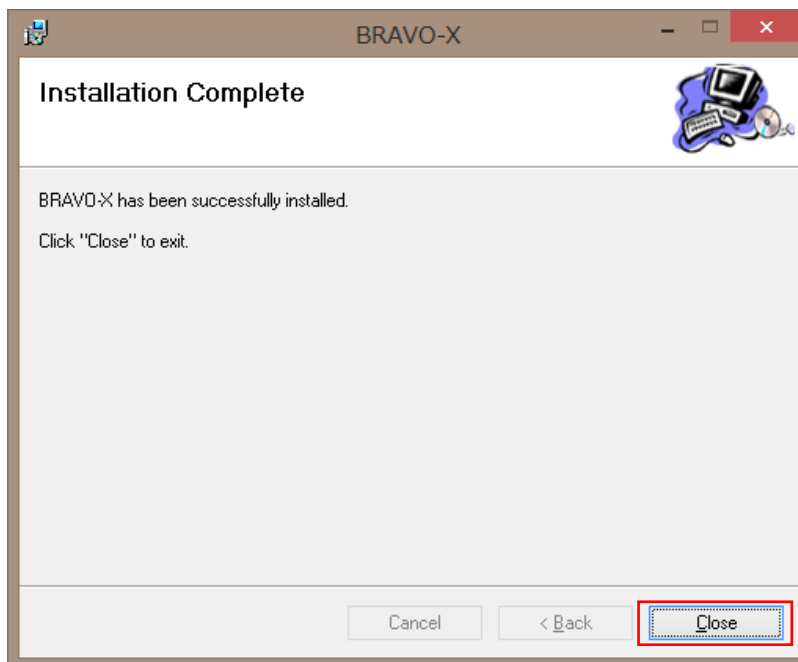 BRAVO-X
Installation Complete
BRAVO-X has been successfully installed.
Click "Close" to exit.
Cancel
< Back
Close